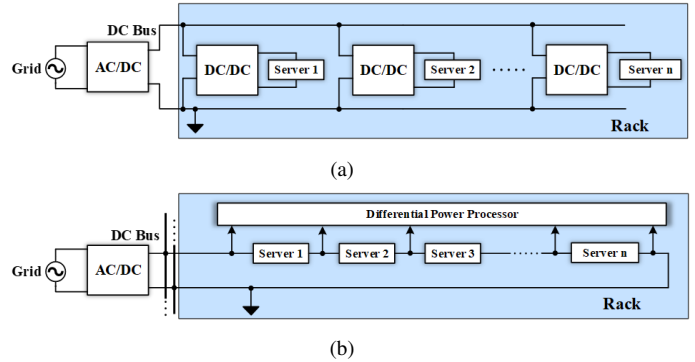 DC Bus
Grid
AC/DC
DC/DC
Server 1
DC/DC
Server 2
DC/DC
Server n
Rack
(a)
Differential Power Processor
DC Bus
Grid
AC/DC
Server 1
Server 2
Server 3
Server n
Rack
(b)